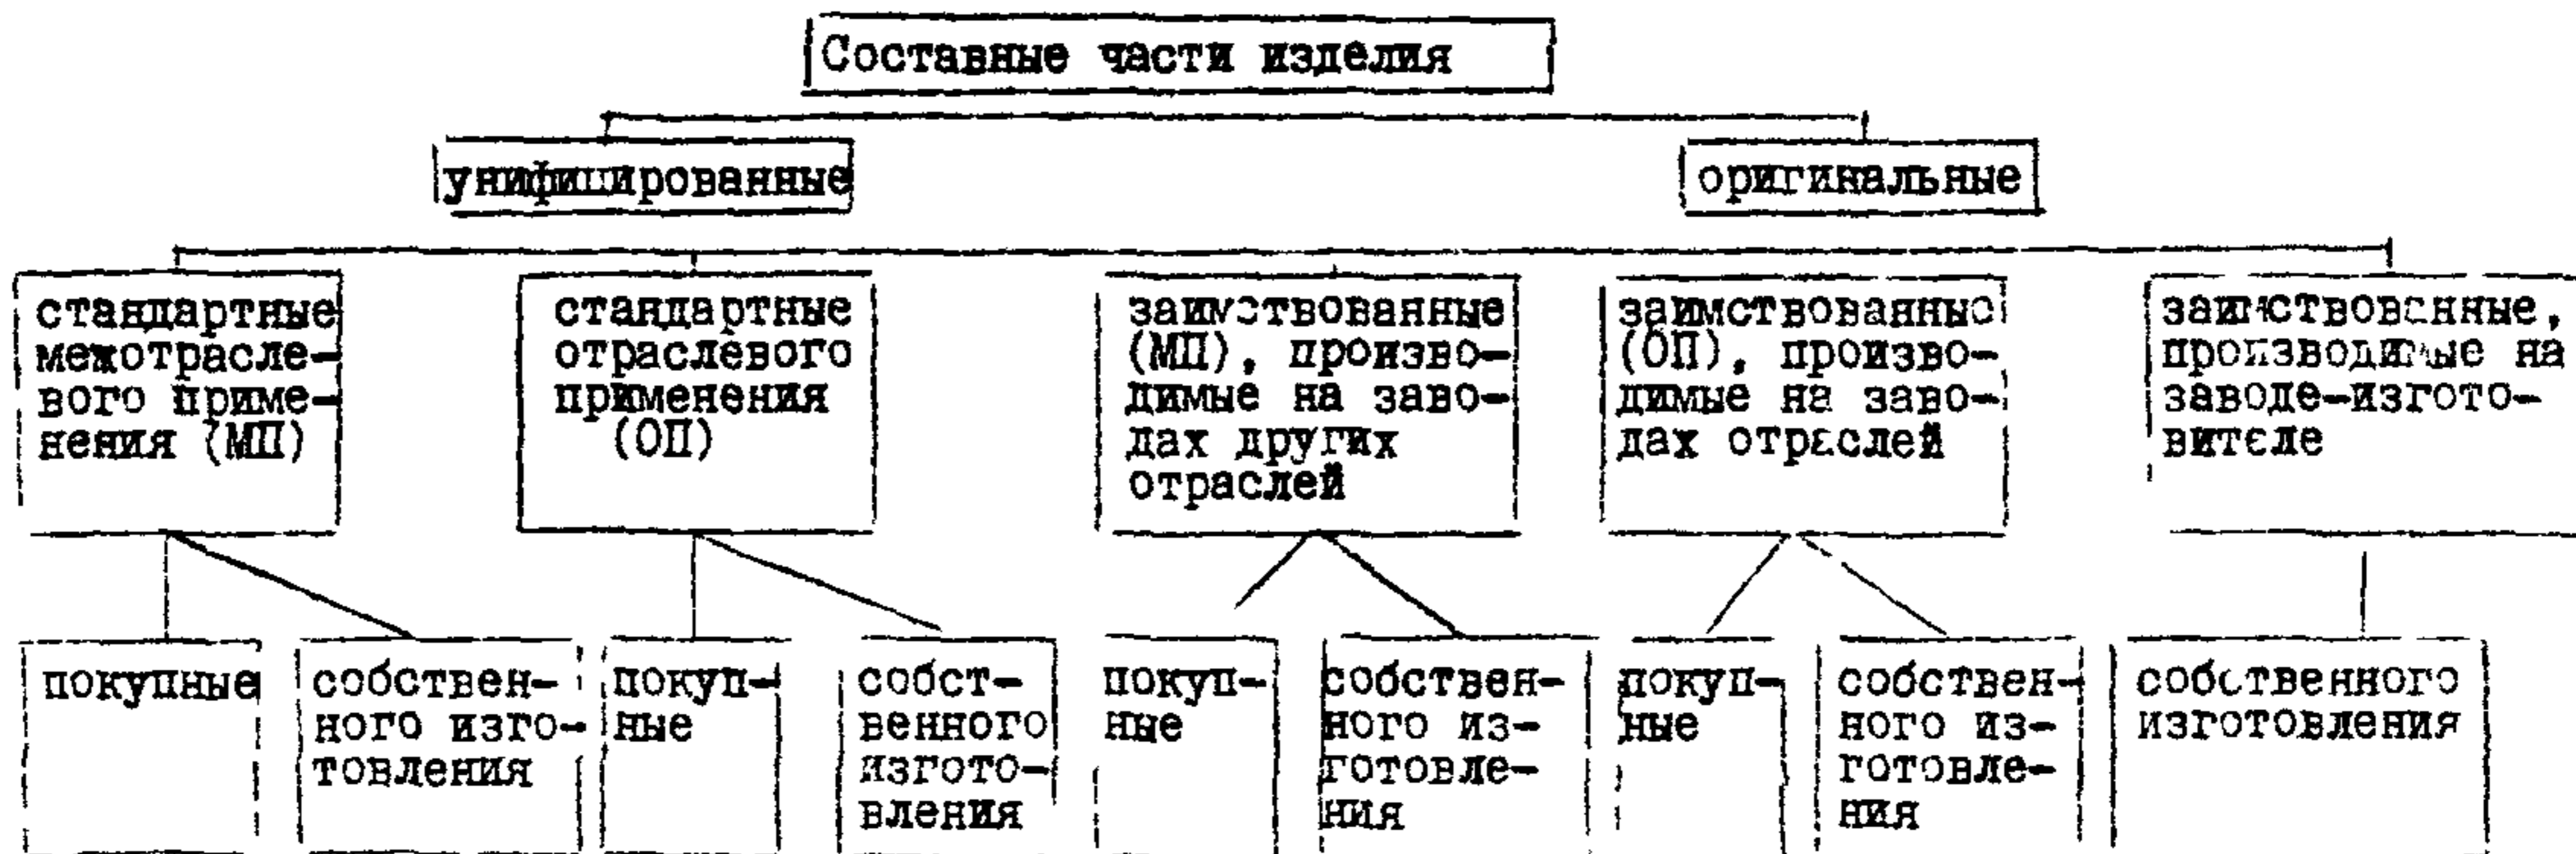 Составные части изделия
унифицированные
оригинальные
стандартные
межотрасле-
вого приме-
нения (МП)
стандартные
отраслевого
применения
(ОП)
заимствованные
(МП), произво-
димые на заво-
дах других
отраслей
заимствованные
(ОП), произво-
димые на заво-
дах отраслей
заимствованные,
производимые на
заводе-изгото-
вителе
покупные
собствен-
ного изго-
товления
покуп-
ные
собст-
венного
изгото-
вления
покуп-
ные
собствен-
ного из-
готовле-
ния
покуп-
ные
собствен-
ного из-
готовле-
ния
собственного
изготовления